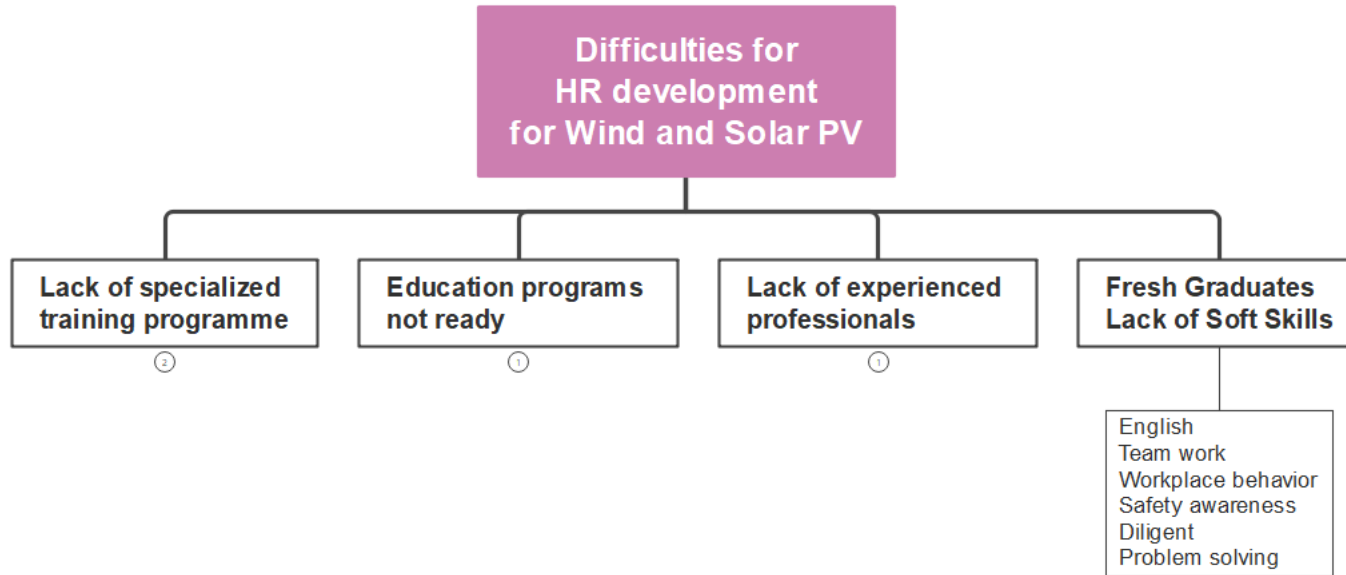 Difficulties for
HR development
for Wind and Solar PV
Lack of specialized
training programme
2
Education programs
not ready
1
Lack of experienced
professionals
1
Fresh Graduates
Lack of Soft Skills
English
Team work
Workplace behavior
Safety awareness
Diligent
Problem solving